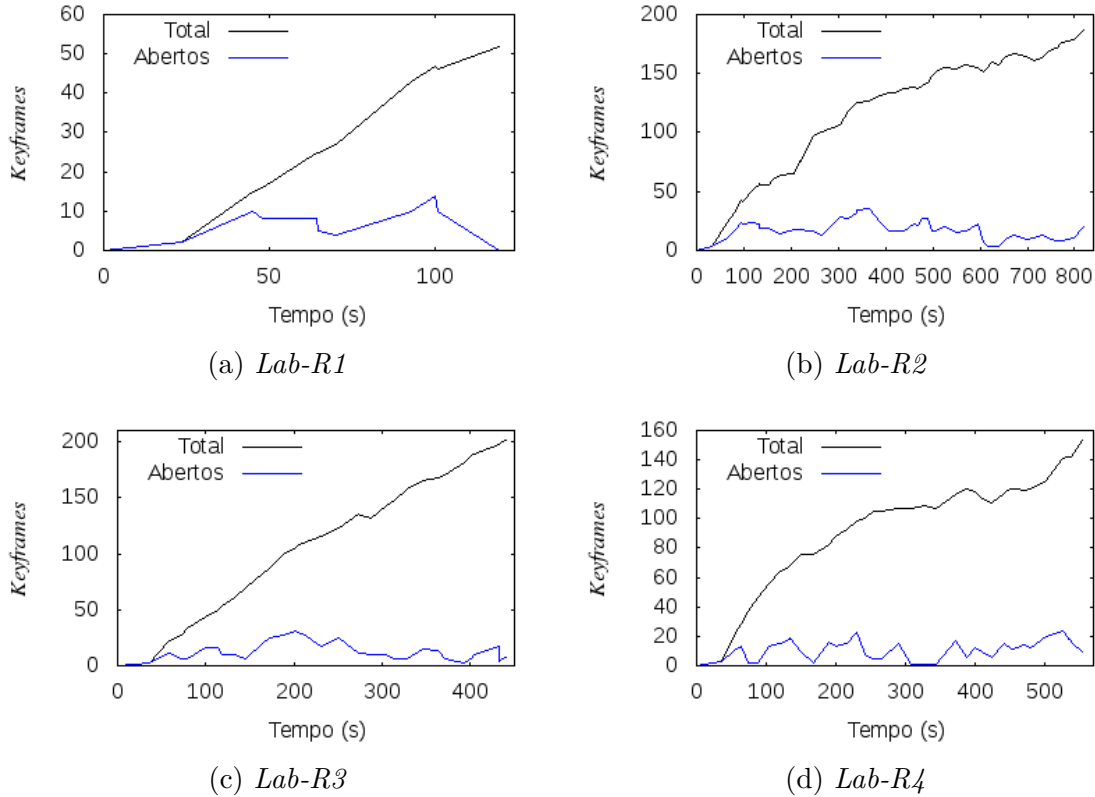 Keyframes
60
50
40
30
20
10
0
Total
Abertos
0 50 100
Tempo (s)
(a) Lab-R1
Keyframes
200
150
100
50
0
Total
Abertos
0 100 200 300 400 500 600 700 800
Tempo (s)
(b) Lab-R2
Keyframes
200
150
100
50
0
Total
Abertos
0 100 200 300 400
Tempo (s)
(c) Lab-R3
Keyframes
160
140
120
100
80
60
40
20
0
Total
Abertos
0 100 200 300 400 500
Tempo (s)
(d) Lab-R4